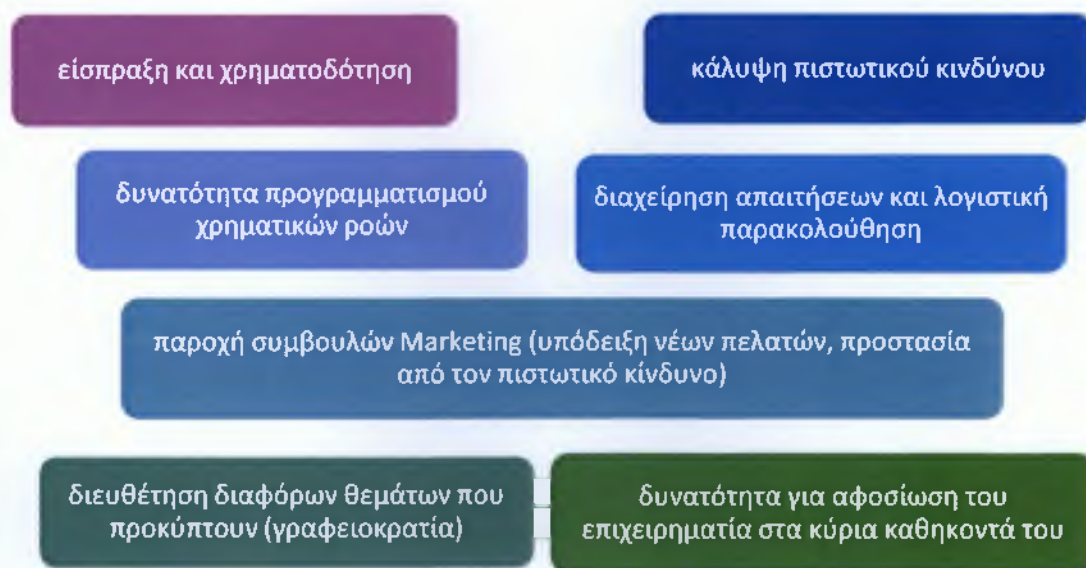 είσπραξη και χρηματοδότηση
κάλυψη πιστωτικού κινδύνου
δυνατότητα προγραμματισμού
χρηματικών ροών
διαχείρηση απαιτήσεων και λογιστική
παρακολούθηση
παροχή συμβουλών Marketing (υπόδειξη νέων πελατών, προστασία
από τον πιστωτικό κίνδυνο)
διευθέτηση διαφόρων θεμάτων που
προκύπτουν (γραφειοκρατία)
δυνατότητα για αφοσίωση του
επιχειρηματία στα κύρια καθηκοντά του